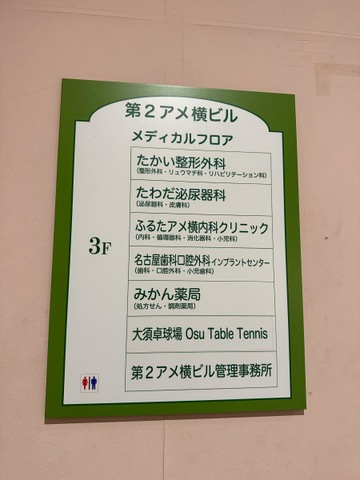 第2アメ横ビル
メディカルフロア
3F
たかい整形外科
(整形外科・リュウマチ科・リハビリテーション科)
たわだ泌尿器科
(泌尿器科・皮膚科)
ふるたアメ横内科クリニック
(内科・循環器科・消化器科・小児科)
名古屋歯科口腔外科インプラントセンター
(歯科・口腔外科・小児歯科)
みかん薬局
(処方せん・調剤薬局)
大須卓球場 Osu Table Tennis
第2アメ横ビル管理事務所